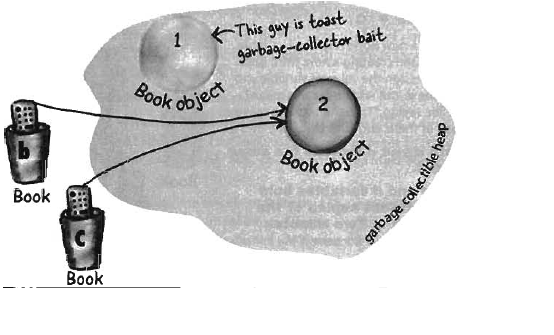 1
This guy is toast
garbage-collector bait
Book object
2
Book object
b
Book
c
Book
garbage collectible heap